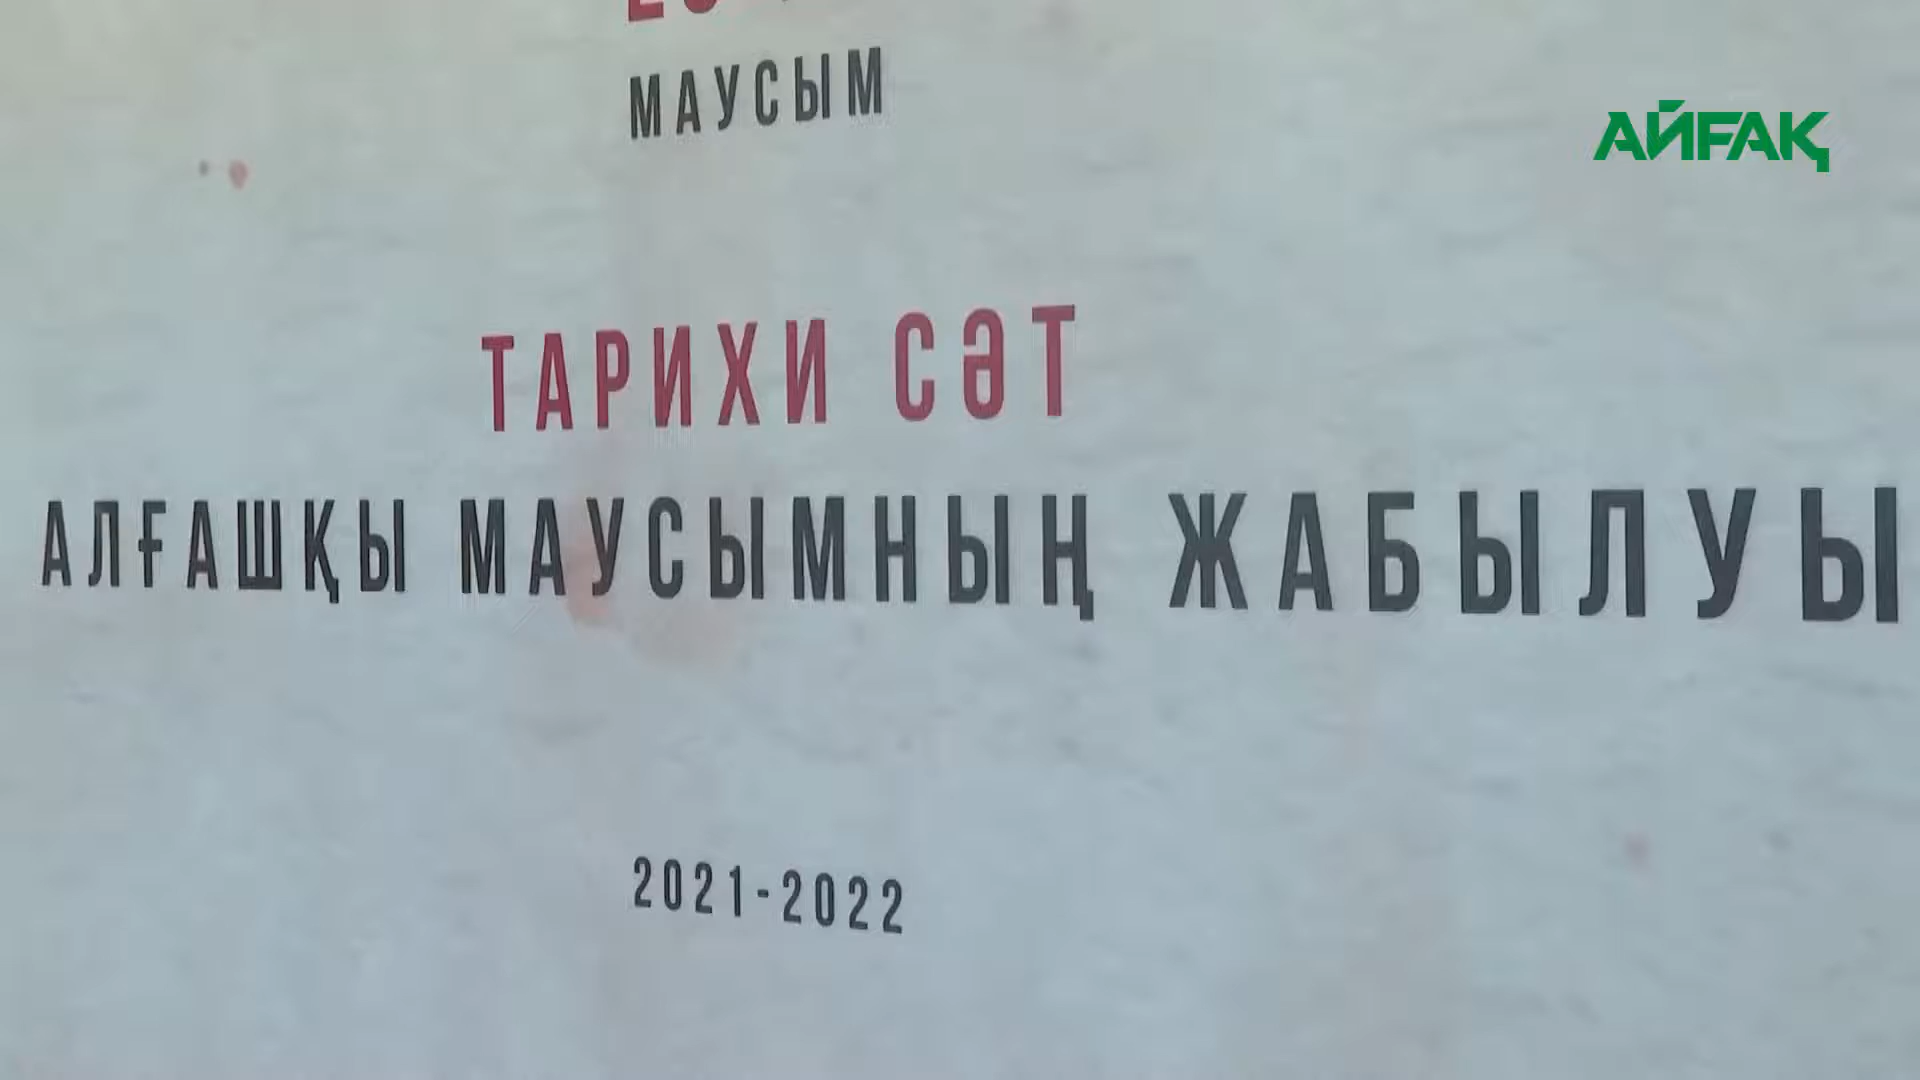 МАУСЫМ
АЙҒАҚ
ТАРИХИ СӘТ
АЛҒАШҚЫ МАУСЫМНЫҢ ЖАБЫЛУЫ
2021-2022